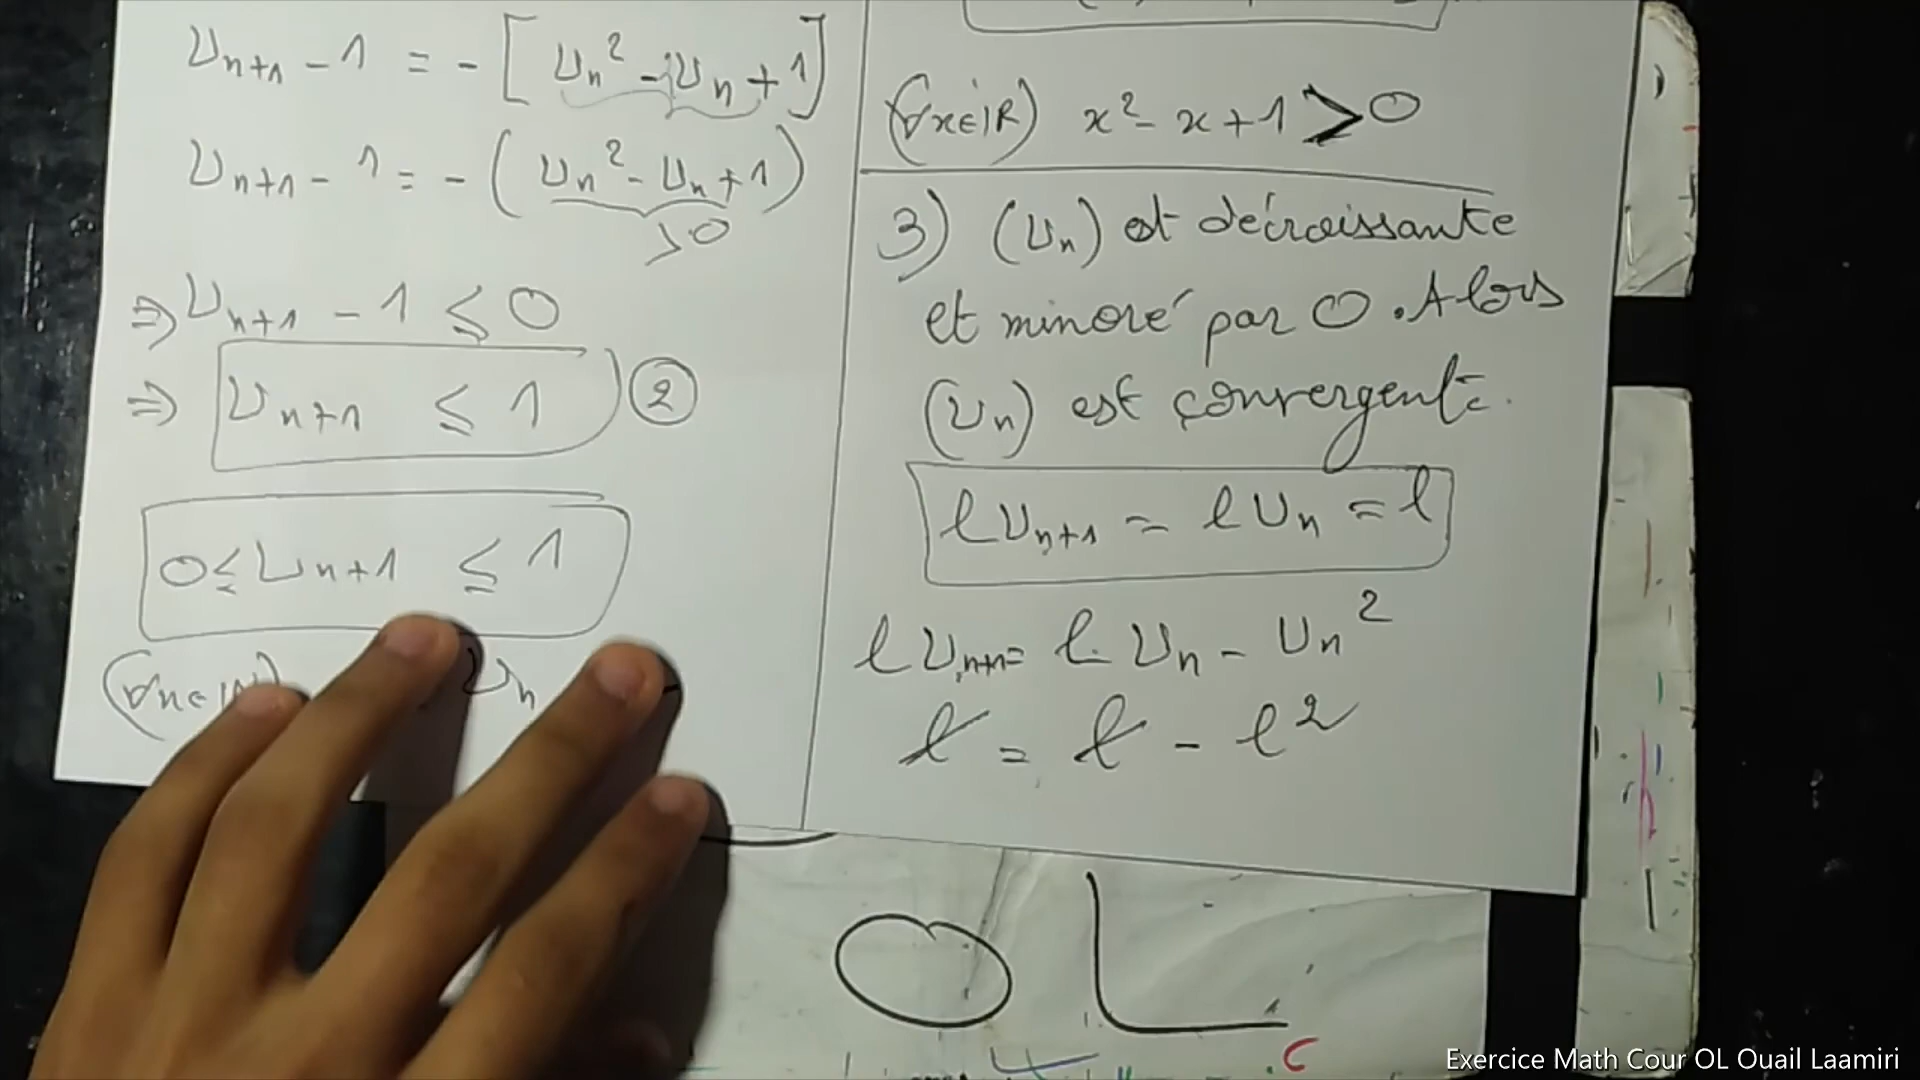 Un+1 - 1 = - [Un² - Un + 1]
Un+1 - 1 = - (Un² - Un + 1)
>0
⇒ Un+1 - 1 ≤ 0
⇒ Un+1 ≤ 1 ②
0 ≤ Un+1 ≤ 1
Un
(∀x∈IR) x² - x + 1 > 0
3) (Un) est décroissante
et minoré par 0. Alors
(Un) est convergente.
l Un+1 = l Un = l
l Un+1 = l Un - Un²
l = l - l²
Exercice Math Cour OL Ouail Laamiri